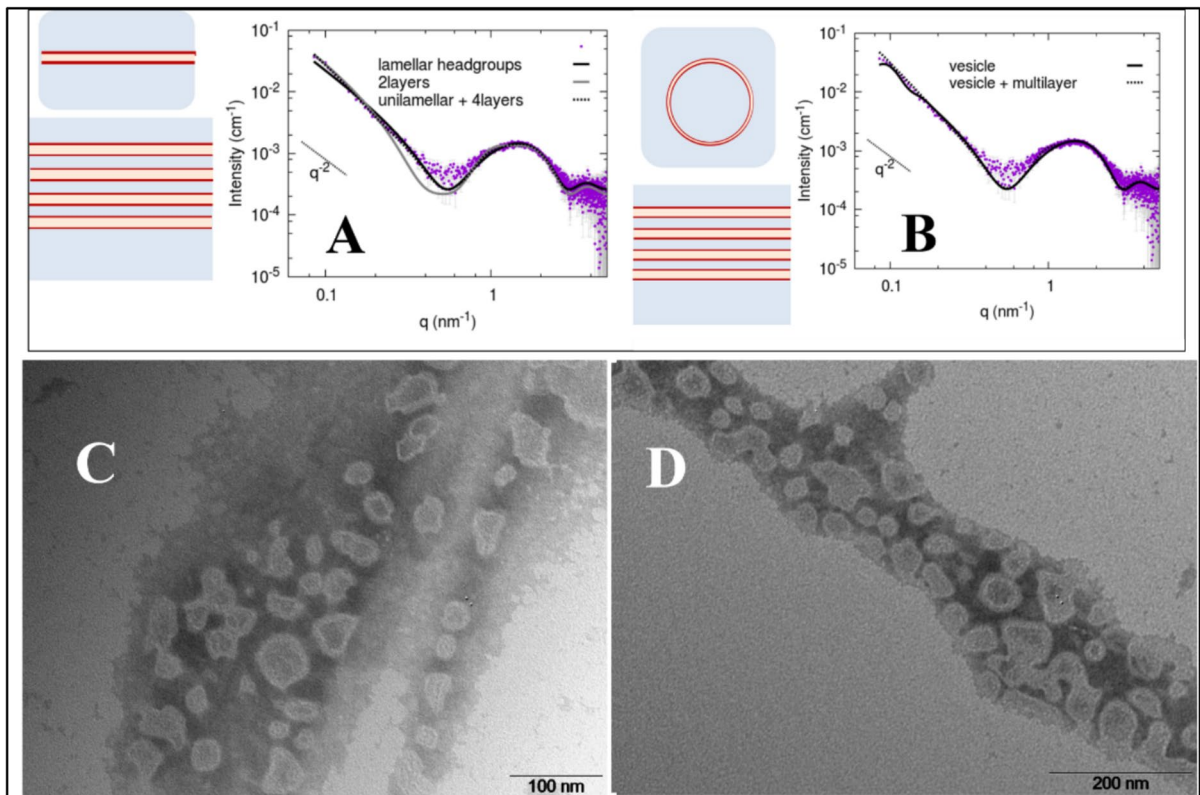 10⁻¹
10⁻²
10⁻³
10⁻⁴
10⁻⁵
Intensity (cm⁻¹)
lamellar headgroups
2layers
unilamellar + 4layers
q⁻²
A
0.1
1
q (nm⁻¹)
10⁻¹
10⁻²
10⁻³
10⁻⁴
10⁻⁵
Intensity (cm⁻¹)
vesicle
vesicle + multilayer
q⁻²
B
0.1
1
q (nm⁻¹)
C
100 nm
D
200 nm